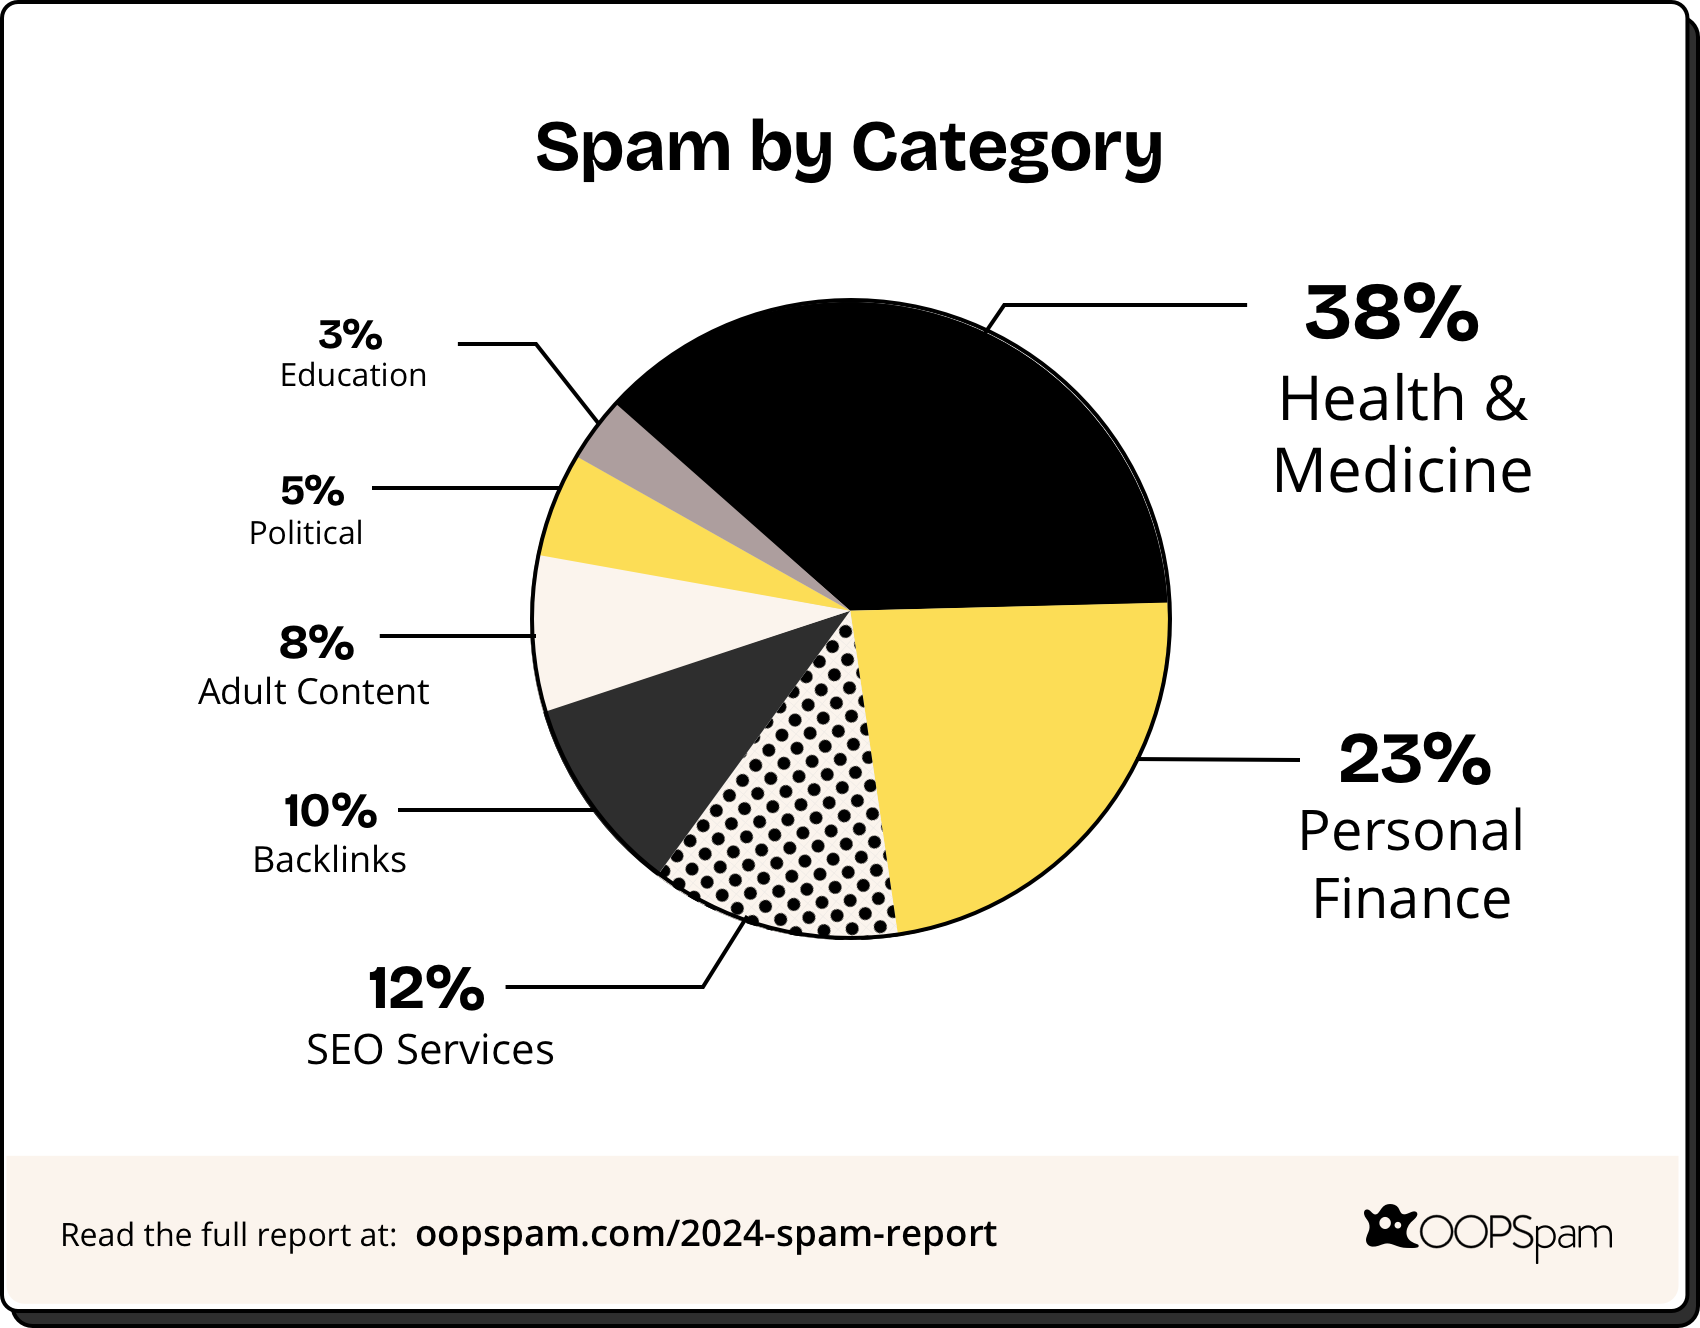 Spam by Category
38%
Health &
Medicine
3%
Education
5%
Political
8%
Adult Content
23%
Personal
Finance
10%
Backlinks
12%
SEO Services
Read the full report at: oopspam.com/2024-spam-report
OOPSpam